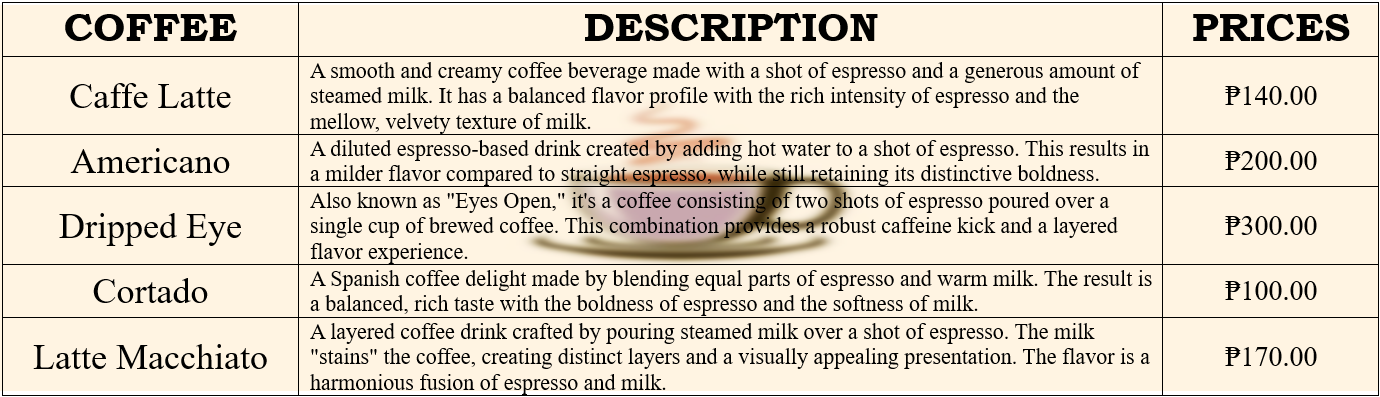 COFFEE DESCRIPTION PRICES
Caffe Latte
A smooth and creamy coffee beverage made with a shot of espresso and a generous amount of
steamed milk. It has a balanced flavor profile with the rich intensity of espresso and the
mellow, velvety texture of milk.
₱140.00
Americano
A diluted espresso-based drink created by adding hot water to a shot of espresso. This results in
a milder flavor compared to straight espresso, while still retaining its distinctive boldness.
₱200.00
Dripped Eye
Also known as "Eyes Open," it's a coffee consisting of two shots of espresso poured over a
single cup of brewed coffee. This combination provides a robust caffeine kick and a layered
flavor experience.
₱300.00
Cortado
A Spanish coffee delight made by blending equal parts of espresso and warm milk. The result is
a balanced, rich taste with the boldness of espresso and the softness of milk.
₱100.00
Latte Macchiato
A layered coffee drink crafted by pouring steamed milk over a shot of espresso. The milk
"stains" the coffee, creating distinct layers and a visually appealing presentation. The flavor is a
harmonious fusion of espresso and milk.
₱170.00